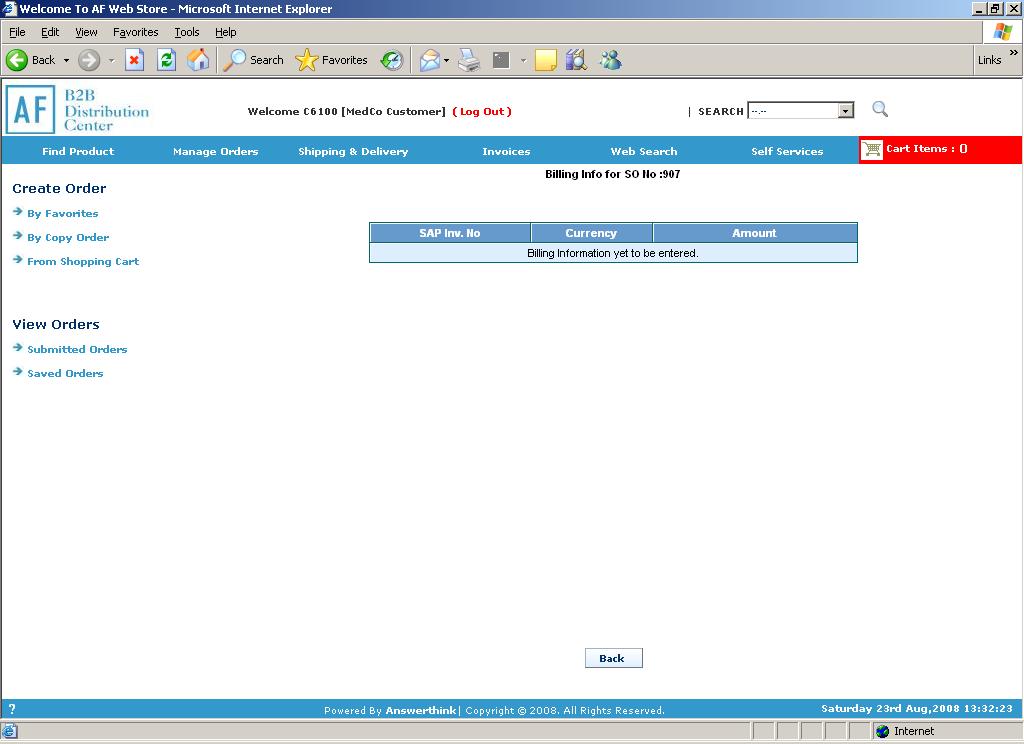 Welcome To AF Web Store - Microsoft Internet Explorer
File Edit View Favorites Tools Help
Back Search Favorites Links »
AF B2B
Distribution
Center
Welcome C6100 [MedCo Customer] ( Log Out )
| SEARCH --.--
Find Product Manage Orders Shipping & Delivery Invoices Web Search Self Services Cart Items : 0
Billing Info for SO No :907
Create Order
By Favorites
By Copy Order
From Shopping Cart
SAP Inv. No Currency Amount
Billing Information yet to be entered.
View Orders
Submitted Orders
Saved Orders
Back
? Powered By Answerthink| Copyright © 2008. All Rights Reserved. Saturday 23rd Aug,2008 13:32:23
Internet